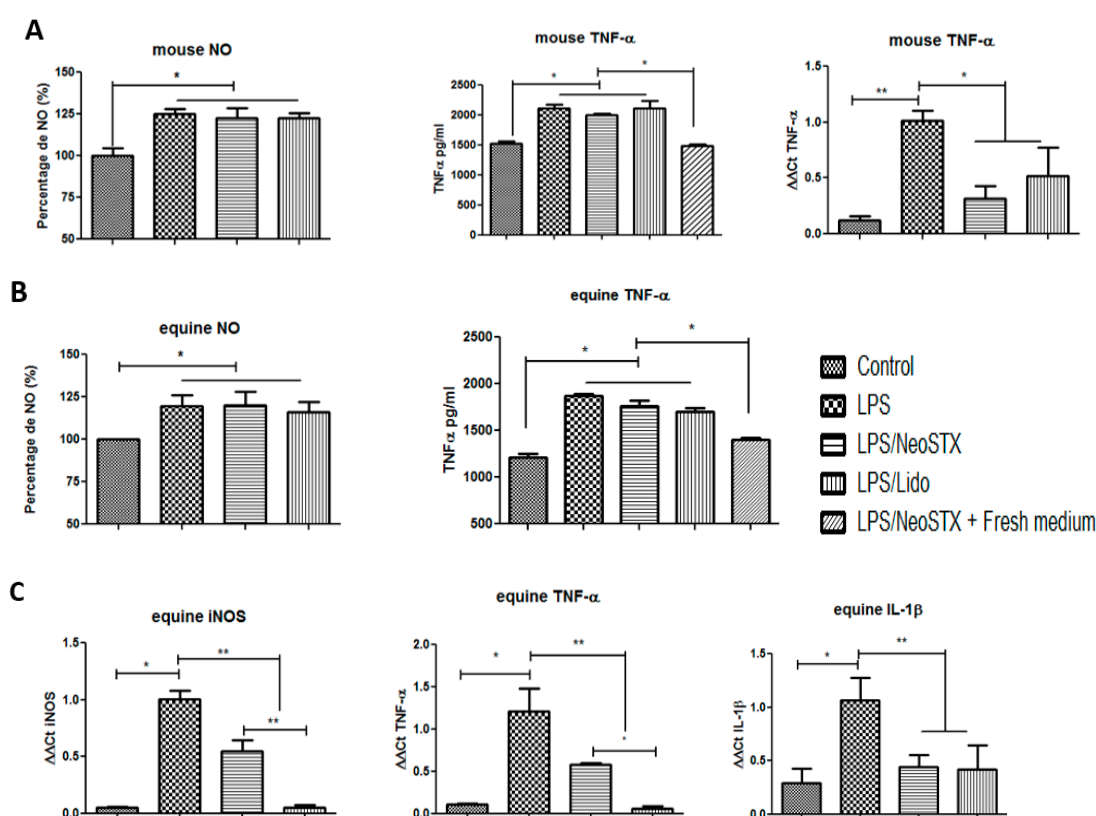 A
mouse NO
Percentage de NO (%)
150
125
100
75
50
*
mouse TNF-α
TNFα pg/ml
2500
2000
1500
1000
500
0
*
*
mouse TNF-α
ΔΔCt TNF-α
1.5
1.0
0.5
0.0
**
*
B
equine NO
Percentage de NO (%)
150
125
100
75
50
*
equine TNF-α
TNFα pg/ml
2500
2000
1500
1000
500
*
*
Control
LPS
LPS/NeoSTX
LPS/Lido
LPS/NeoSTX + Fresh medium
C
equine iNOS
ΔΔCt iNOS
1.5
1.0
0.5
0.0
*
**
**
equine TNF-α
ΔΔCt TNF-α
2.0
1.5
1.0
0.5
0.0
*
**
*
equine IL-1β
ΔΔCt IL-1β
1.5
1.0
0.5
0.0
*
**